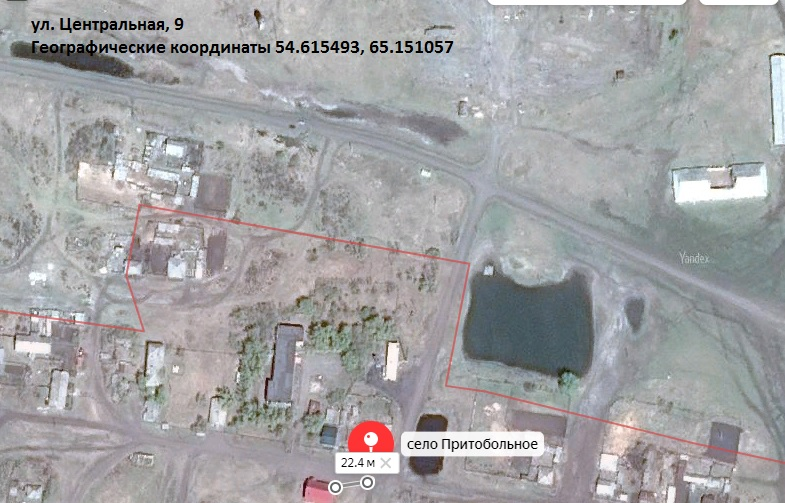 ул. Центральная, 9
Географические координаты 54.615493, 65.151057
Yandex
село Притобольное
22.4 м